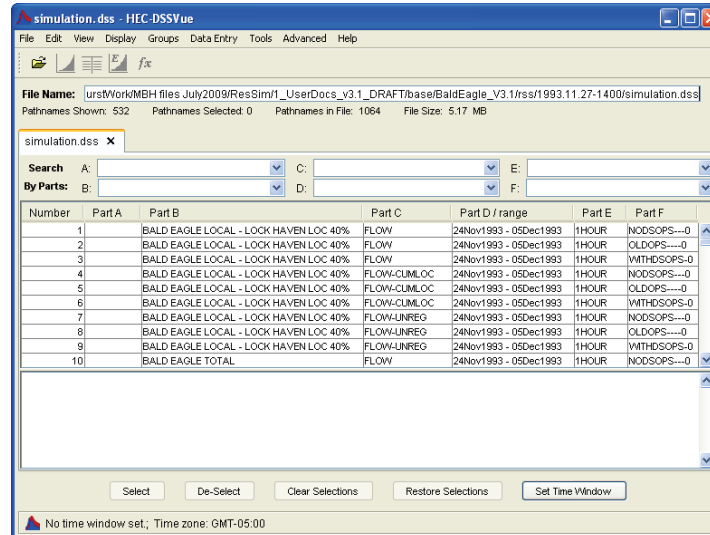 simulation.dss - HEC-DSSVue
File Edit View Display Groups Data Entry Tools Advanced Help
fx
File Name: urstWork/MBH files July2009/ResSim/1_UserDocs_v3.1_DRAFT/base/BaldEagle_V3.1/rss/1993.11.27-1400/simulation.dss
Pathnames Shown: 532 Pathnames Selected: 0 Pathnames in File: 1064 File Size: 5.17 MB
simulation.dss
Search A: C: E:
By Parts: B: D: F:
Number Part A Part B Part C Part D / range Part E Part F
1 BALD EAGLE LOCAL - LOCK HAVEN LOC 40% FLOW 24Nov1993 - 05Dec1993 1HOUR NODSOPS---0
2 BALD EAGLE LOCAL - LOCK HAVEN LOC 40% FLOW 24Nov1993 - 05Dec1993 1HOUR OLDOPS----0
3 BALD EAGLE LOCAL - LOCK HAVEN LOC 40% FLOW 24Nov1993 - 05Dec1993 1HOUR WITHDSOPS-0
4 BALD EAGLE LOCAL - LOCK HAVEN LOC 40% FLOW-CUMLOC 24Nov1993 - 05Dec1993 1HOUR NODSOPS---0
5 BALD EAGLE LOCAL - LOCK HAVEN LOC 40% FLOW-CUMLOC 24Nov1993 - 05Dec1993 1HOUR OLDOPS----0
6 BALD EAGLE LOCAL - LOCK HAVEN LOC 40% FLOW-CUMLOC 24Nov1993 - 05Dec1993 1HOUR WITHDSOPS-0
7 BALD EAGLE LOCAL - LOCK HAVEN LOC 40% FLOW-UNREG 24Nov1993 - 05Dec1993 1HOUR NODSOPS---0
8 BALD EAGLE LOCAL - LOCK HAVEN LOC 40% FLOW-UNREG 24Nov1993 - 05Dec1993 1HOUR OLDOPS----0
9 BALD EAGLE LOCAL - LOCK HAVEN LOC 40% FLOW-UNREG 24Nov1993 - 05Dec1993 1HOUR WITHDSOPS-0
10 BALD EAGLE TOTAL FLOW 24Nov1993 - 05Dec1993 1HOUR NODSOPS---0
Select De-Select Clear Selections Restore Selections Set Time Window
No time window set.; Time zone: GMT-05:00